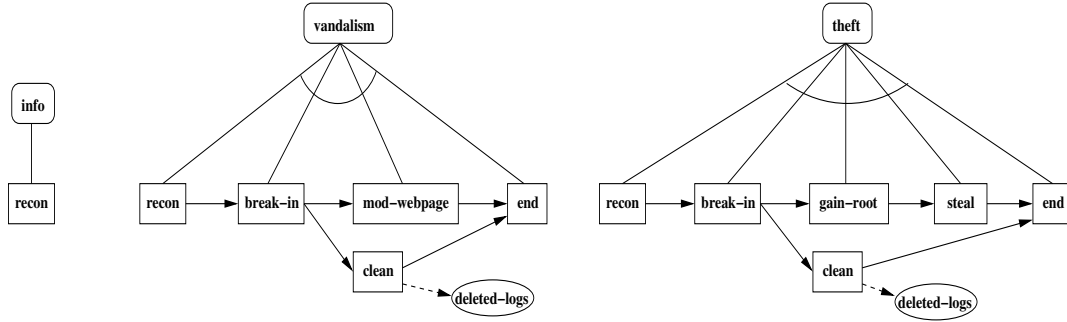 vandalism
theft
info
recon
recon
break-in
mod-webpage
end
recon
break-in
gain-root
steal
end
clean
clean
deleted-logs
deleted-logs